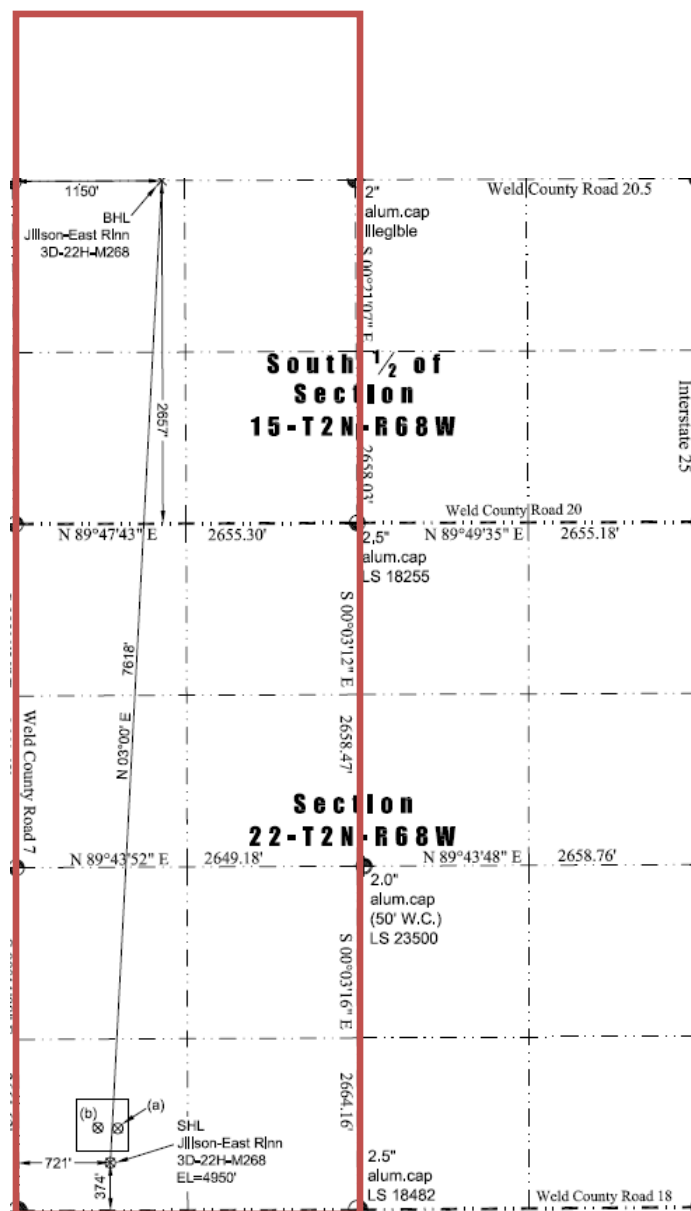 1150'
BHL
Jillson-East Rinn
3D-22H-M268
2"
alum.cap
Illegible
Weld County Road 20.5
S 00°21'07" E
2658.03'
2657'
South ½ of
Section
15-T2N-R68W
Interstate 25
Weld County Road 20
N 89°47'43" E 2655.30'
N 89°49'35" E 2655.18'
2.5"
alum.cap
LS 18255
S 00°03'12" E
2658.47'
7618'
N 03°00' E
Weld County Road 7
Section
22-T2N-R68W
N 89°43'52" E 2649.18'
N 89°43'48" E 2658.76'
2.0"
alum.cap
(50' W.C.)
LS 23500
S 00°03'16" E
2664.16'
(b)
(a)
SHL
Jillson-East Rinn
3D-22H-M268
EL=4950'
721'
374'
2.5"
alum.cap
LS 18482
Weld County Road 18